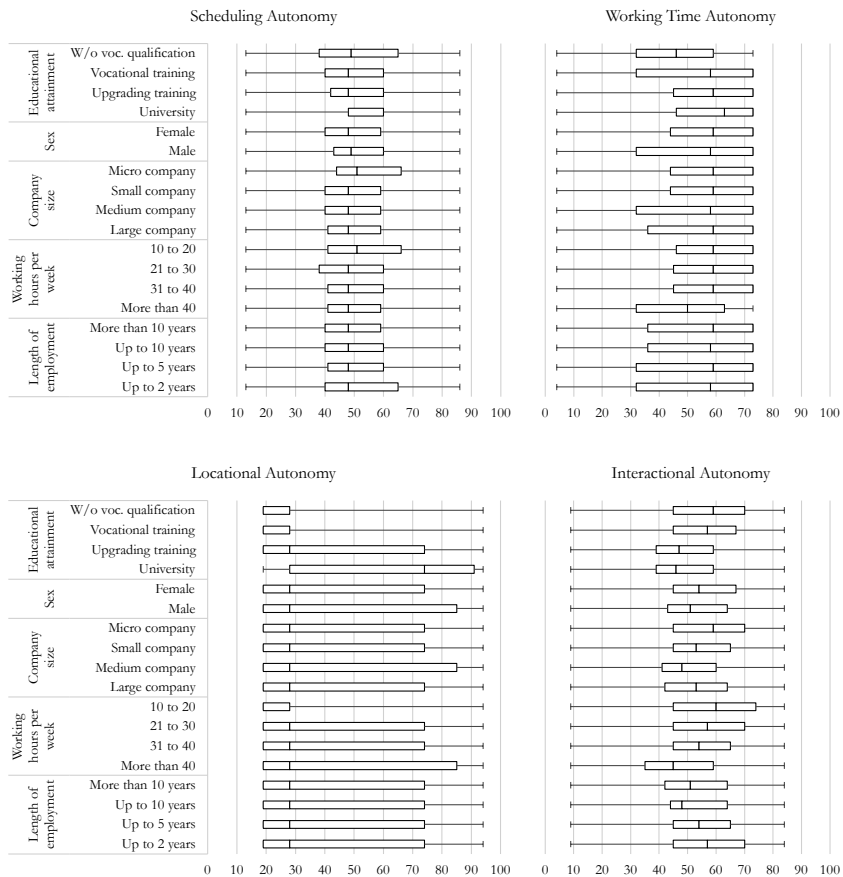 Scheduling Autonomy
Working Time Autonomy
Educational
attainment
W/o voc. qualification
Vocational training
Upgrading training
University
Sex
Female
Male
Company
size
Micro company
Small company
Medium company
Large company
Working
hours per
week
10 to 20
21 to 30
31 to 40
More than 40
Length of
employment
More than 10 years
Up to 10 years
Up to 5 years
Up to 2 years
0 10 20 30 40 50 60 70 80 90 100
0 10 20 30 40 50 60 70 80 90 100
Locational Autonomy
Interactional Autonomy
Educational
attainment
W/o voc. qualification
Vocational training
Upgrading training
University
Sex
Female
Male
Company
size
Micro company
Small company
Medium company
Large company
Working
hours per
week
10 to 20
21 to 30
31 to 40
More than 40
Length of
employment
More than 10 years
Up to 10 years
Up to 5 years
Up to 2 years
0 10 20 30 40 50 60 70 80 90 100
0 10 20 30 40 50 60 70 80 90 100